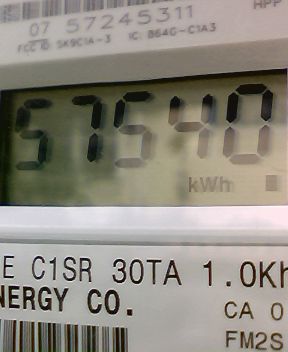 HPP
07 57245311
FCC ID: SK9C1A-3 IC: 864G-C1A3
57540
kWh
E C1SR 30TA 1.0Kh
NERGY CO.
CA 0
FM2S